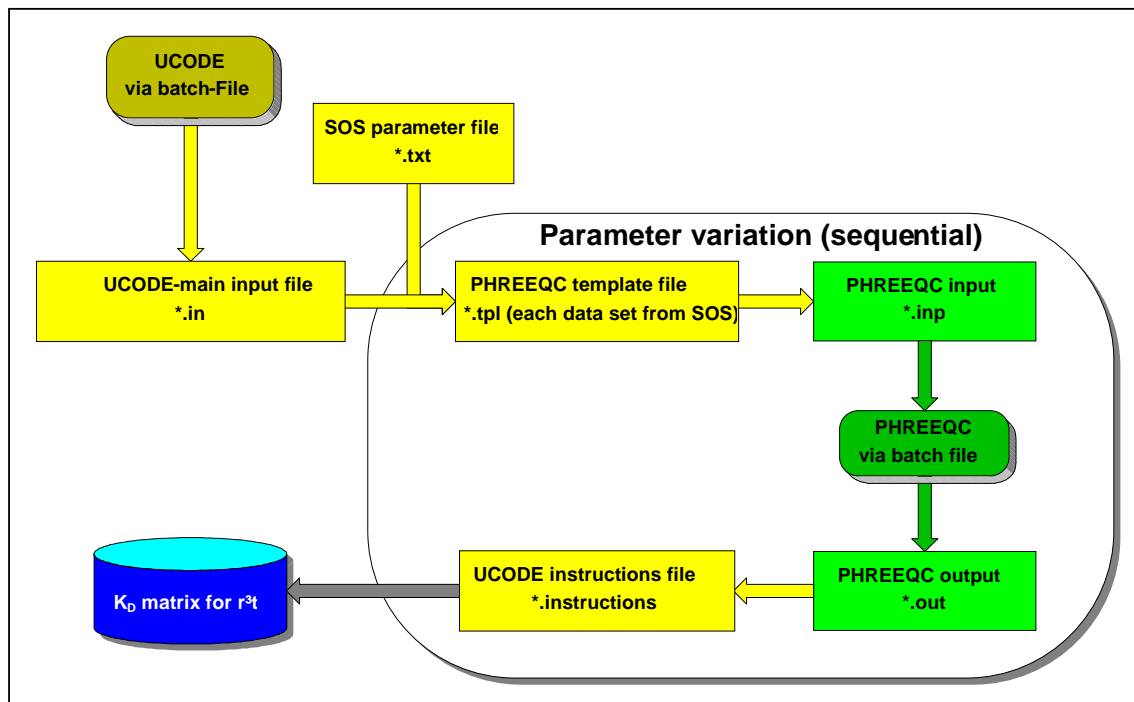 UCODE
via batch-File
SOS parameter file
*.txt
Parameter variation (sequential)
UCODE-main input file
*.in
PHREEQC template file
*.tpl (each data set from SOS)
PHREEQC input
*.inp
PHREEQC
via batch file
K_D matrix for r³t
UCODE instructions file
*.instructions
PHREEQC output
*.out